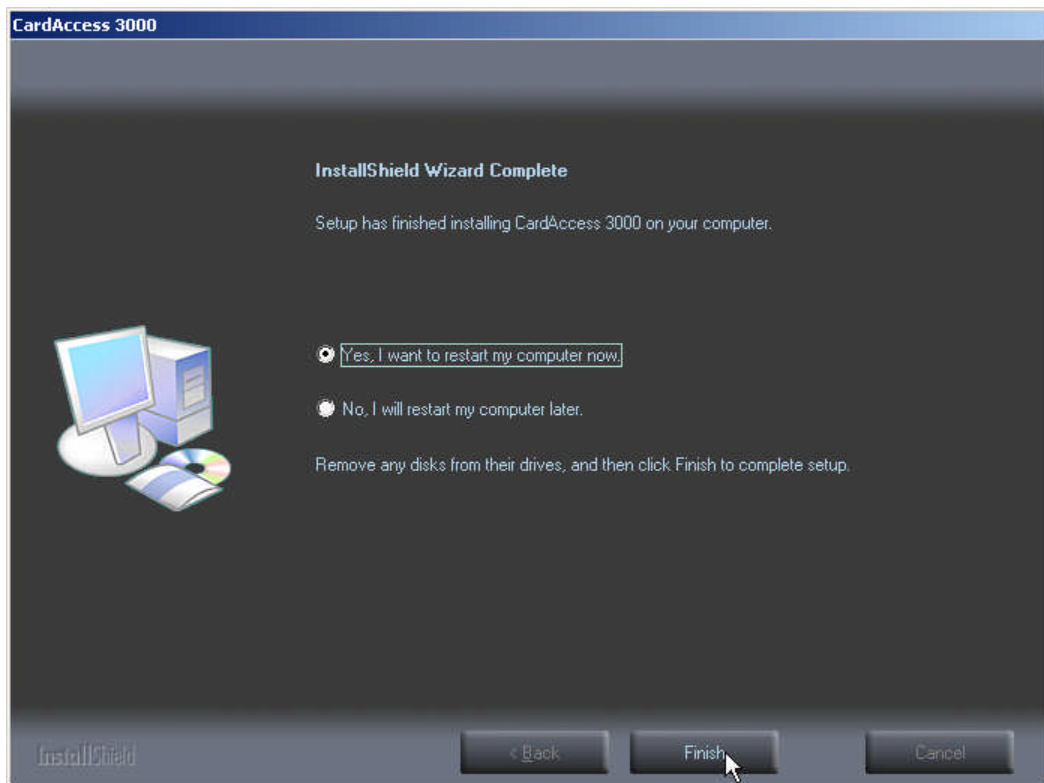 CardAccess 3000
InstallShield Wizard Complete
Setup has finished installing CardAccess 3000 on your computer.
Yes, I want to restart my computer now.
No, I will restart my computer later.
Remove any disks from their drives, and then click Finish to complete setup.
InstallShield
< Back
Finish
Cancel